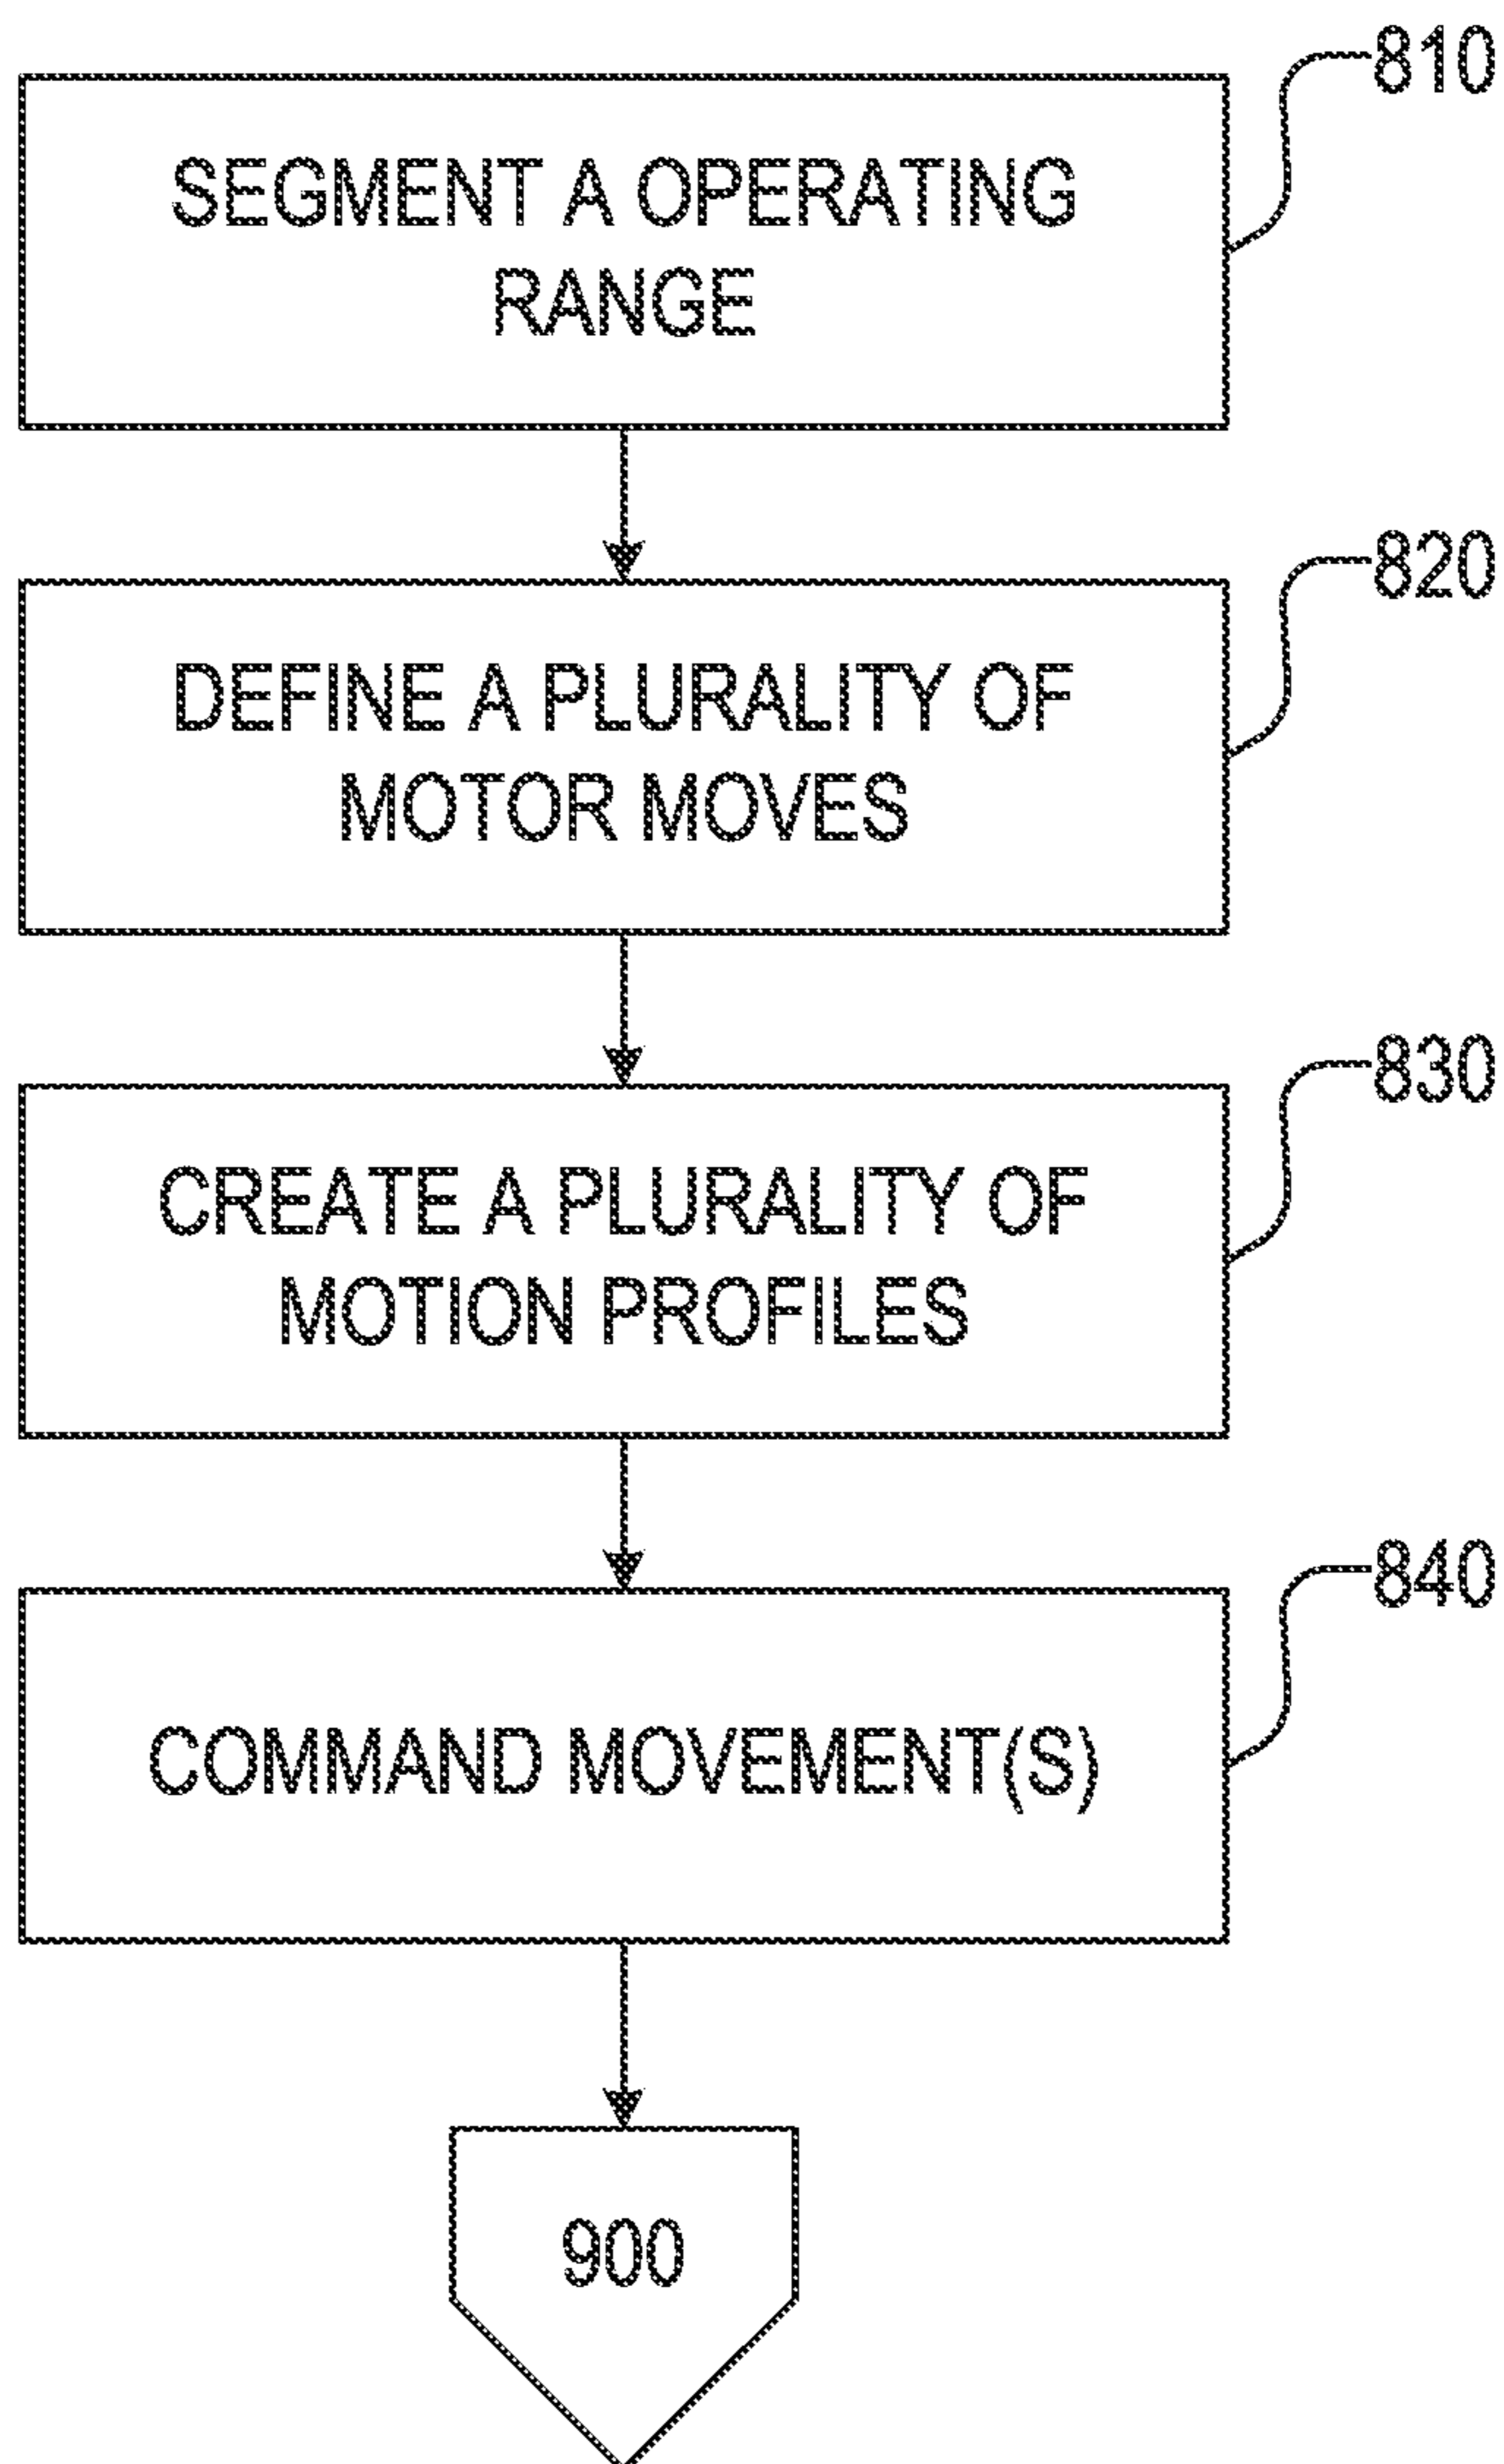 810
SEGMENT A OPERATING
RANGE
820
DEFINE A PLURALITY OF
MOTOR MOVES
830
CREATE A PLURALITY OF
MOTION PROFILES
840
COMMAND MOVEMENT(S)
900